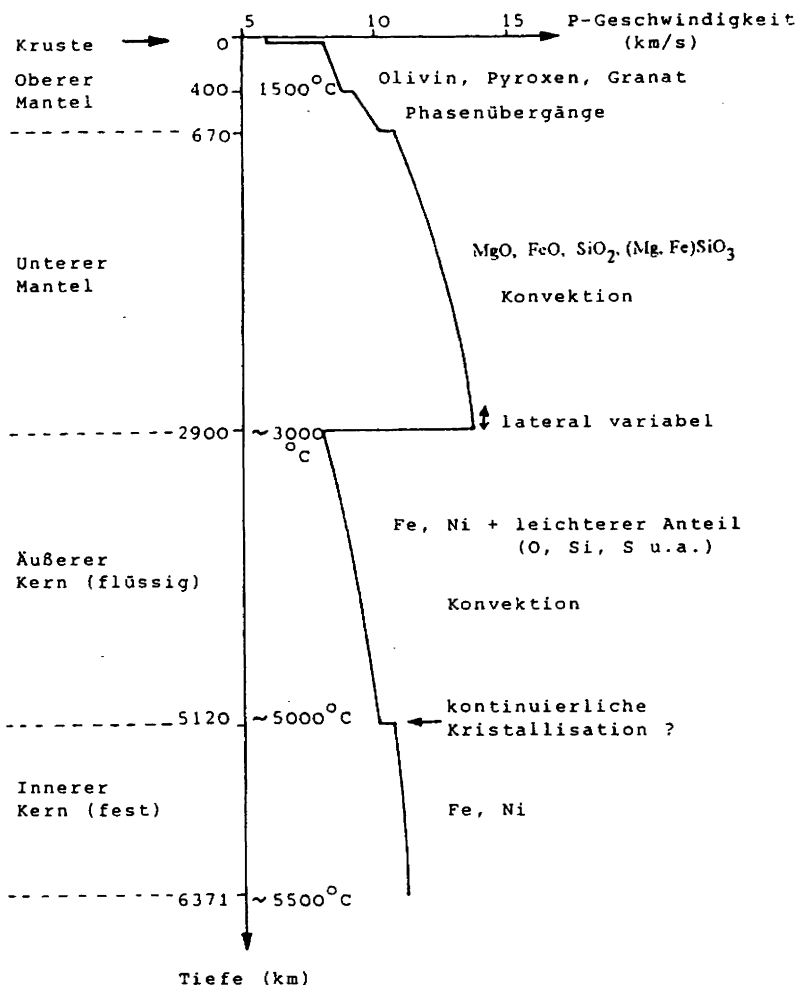 5 10 15 P-Geschwindigkeit
(km/s)
Kruste 0
Oberer
Mantel
400 1500°C Olivin, Pyroxen, Granat
Phasenübergänge
670
Unterer
Mantel
MgO, FeO, SiO2, (Mg, Fe)SiO3
Konvektion
lateral variabel
2900 ~3000
°C
Fe, Ni + leichterer Anteil
(O, Si, S u.a.)
Äußerer
Kern (flüssig)
Konvektion
5120 ~5000°C
kontinuierliche
Kristallisation ?
Innerer
Kern (fest)
Fe, Ni
6371 ~5500°C
Tiefe (km)